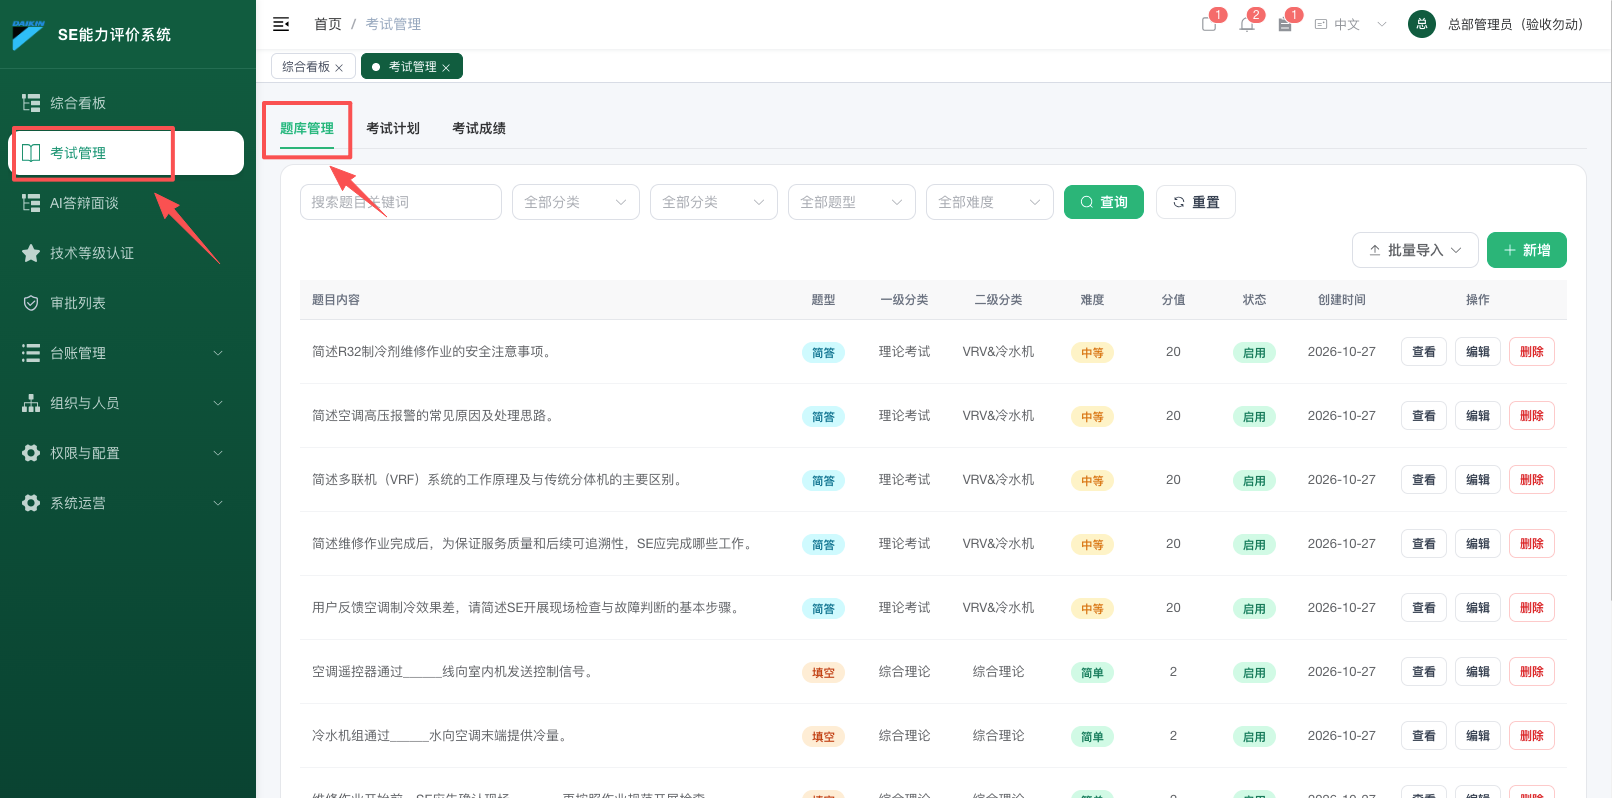 DAIKIN
SE能力评价系统
首页 / 考试管理
1
2
1
中文
总
总部管理员（验收勿动）
综合看板 ×
考试管理 ×
综合看板
考试管理
AI答辩面谈
技术等级认证
审批列表
台账管理
组织与人员
权限与配置
系统运营
题库管理 考试计划 考试成绩
搜索题目关键词 全部分类 全部分类 全部题型 全部难度 查询 重置
批量导入 新增
题目内容 题型 一级分类 二级分类 难度 分值 状态 创建时间 操作
简述R32制冷剂维修作业的安全注意事项。 简答 理论考试 VRV&冷水机 中等 20 启用 2026-10-27 查看 编辑 删除
简述空调高压报警的常见原因及处理思路。 简答 理论考试 VRV&冷水机 中等 20 启用 2026-10-27 查看 编辑 删除
简述多联机（VRF）系统的工作原理及与传统分体机的主要区别。 简答 理论考试 VRV&冷水机 中等 20 启用 2026-10-27 查看 编辑 删除
简述维修作业完成后，为保证服务质量和后续可追溯性，SE应完成哪些工作。 简答 理论考试 VRV&冷水机 中等 20 启用 2026-10-27 查看 编辑 删除
用户反馈空调制冷效果差，请简述SE开展现场检查与故障判断的基本步骤。 简答 理论考试 VRV&冷水机 中等 20 启用 2026-10-27 查看 编辑 删除
空调遥控器通过______线向室内机发送控制信号。 填空 综合理论 综合理论 简单 2 启用 2026-10-27 查看 编辑 删除
冷水机组通过______水向空调末端提供冷量。 填空 综合理论 综合理论 简单 2 启用 2026-10-27 查看 编辑 删除